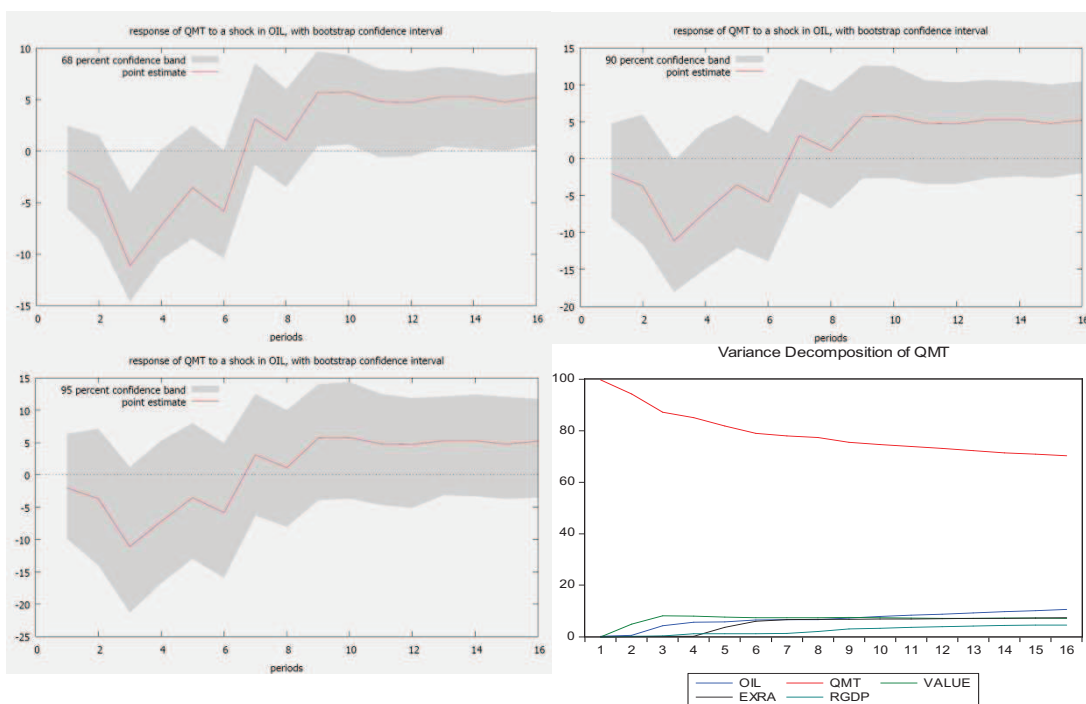 response of QMT to a shock in OIL, with bootstrap confidence interval
68 percent confidence band
point estimate
10
5
0
-5
-10
-15
0 2 4 6 8 10 12 14 16
periods
response of QMT to a shock in OIL, with bootstrap confidence interval
90 percent confidence band
point estimate
15
10
5
0
-5
-10
-15
-20
0 2 4 6 8 10 12 14 16
periods
response of QMT to a shock in OIL, with bootstrap confidence interval
95 percent confidence band
point estimate
15
10
5
0
-5
-10
-15
-20
-25
0 2 4 6 8 10 12 14 16
periods
Variance Decomposition of QMT
100
80
60
40
20
0
1 2 3 4 5 6 7 8 9 10 11 12 13 14 15 16
OIL QMT VALUE
EXRA RGDP